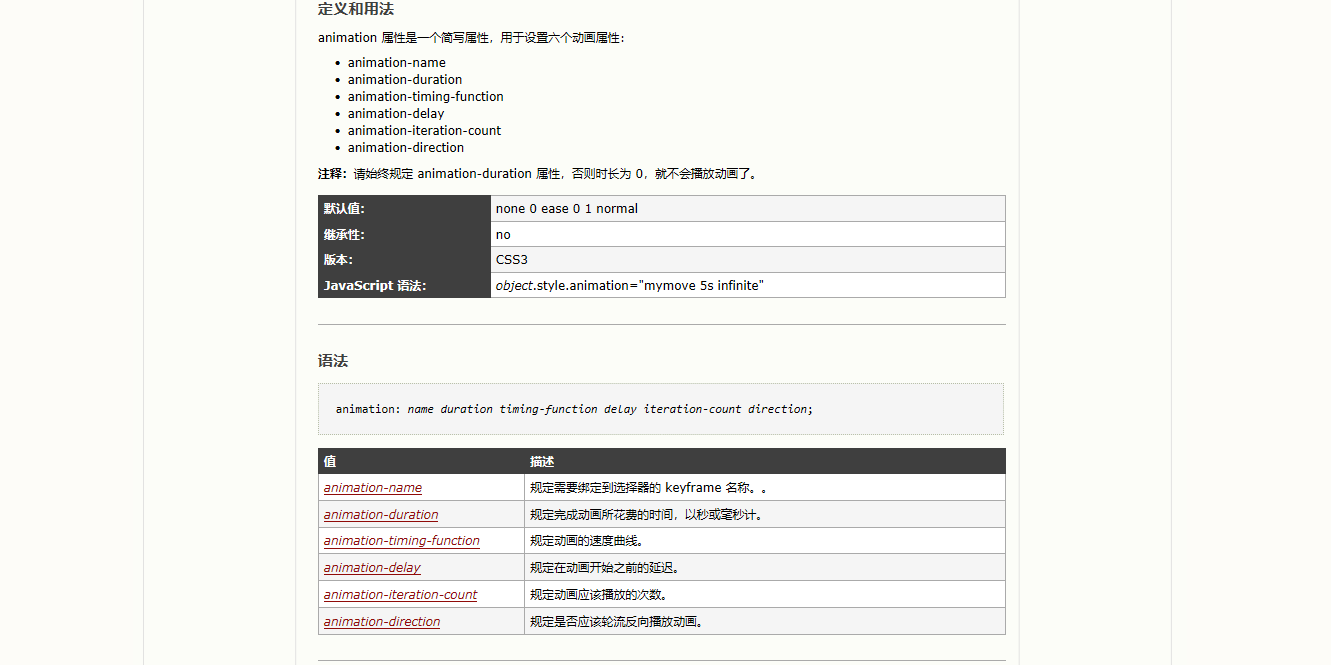 定义和用法
animation 属性是一个简写属性，用于设置六个动画属性：
• animation-name
• animation-duration
• animation-timing-function
• animation-delay
• animation-iteration-count
• animation-direction
注释：请始终规定 animation-duration 属性，否则时长为 0，就不会播放动画了。
默认值： none 0 ease 0 1 normal
继承性： no
版本： CSS3
JavaScript 语法： object.style.animation="mymove 5s infinite"
语法
animation: name duration timing-function delay iteration-count direction;
值 描述
animation-name 规定需要绑定到选择器的 keyframe 名称。。
animation-duration 规定完成动画所花费的时间，以秒或毫秒计。
animation-timing-function 规定动画的速度曲线。
animation-delay 规定在动画开始之前的延迟。
animation-iteration-count 规定动画应该播放的次数。
animation-direction 规定是否应该轮流反向播放动画。